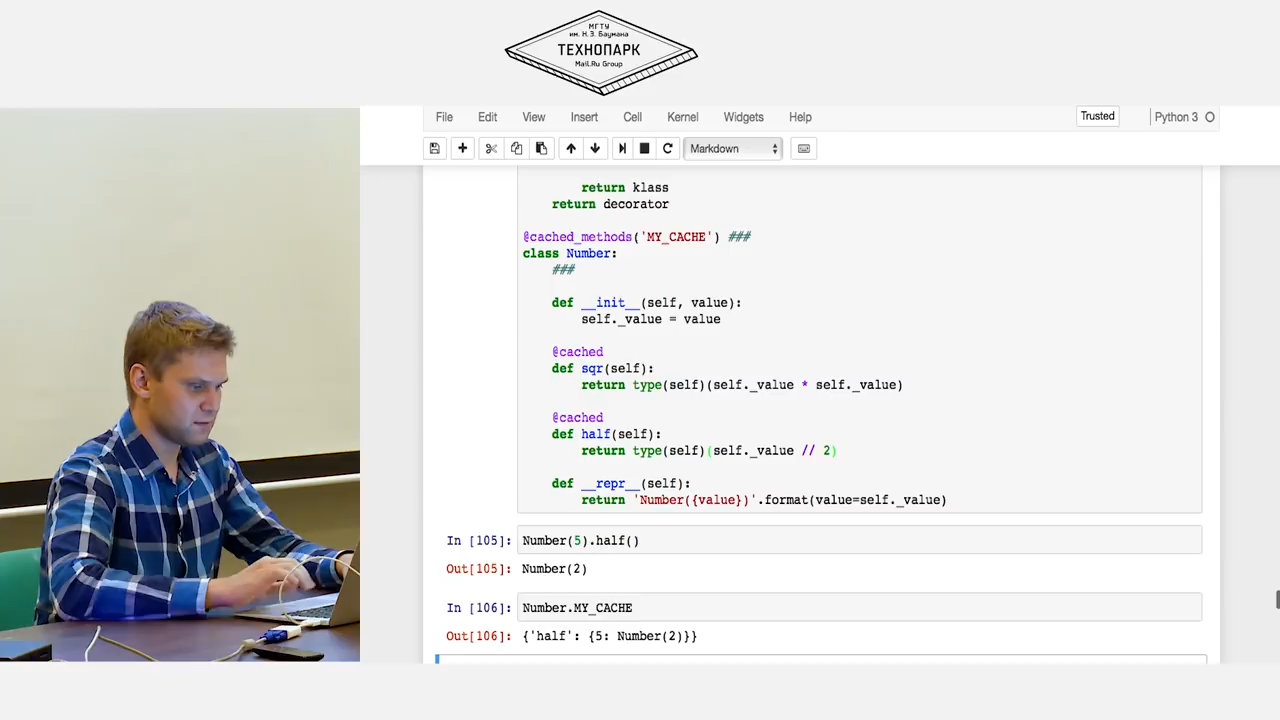 МГТУ
им. Н.Э. Баумана
ТЕХНОПАРК
Mail.Ru Group
File Edit View Insert Cell Kernel Widgets Help Trusted Python 3
Markdown
return klass
return decorator
@cached_methods('MY_CACHE') ###
class Number:
###
def __init__(self, value):
self._value = value
@cached
def sqr(self):
return type(self)(self._value * self._value)
@cached
def half(self):
return type(self)(self._value // 2)
def __repr__(self):
return 'Number({value})'.format(value=self._value)
In [105]: Number(5).half()
Out[105]: Number(2)
In [106]: Number.MY_CACHE
Out[106]: {'half': {5: Number(2)}}